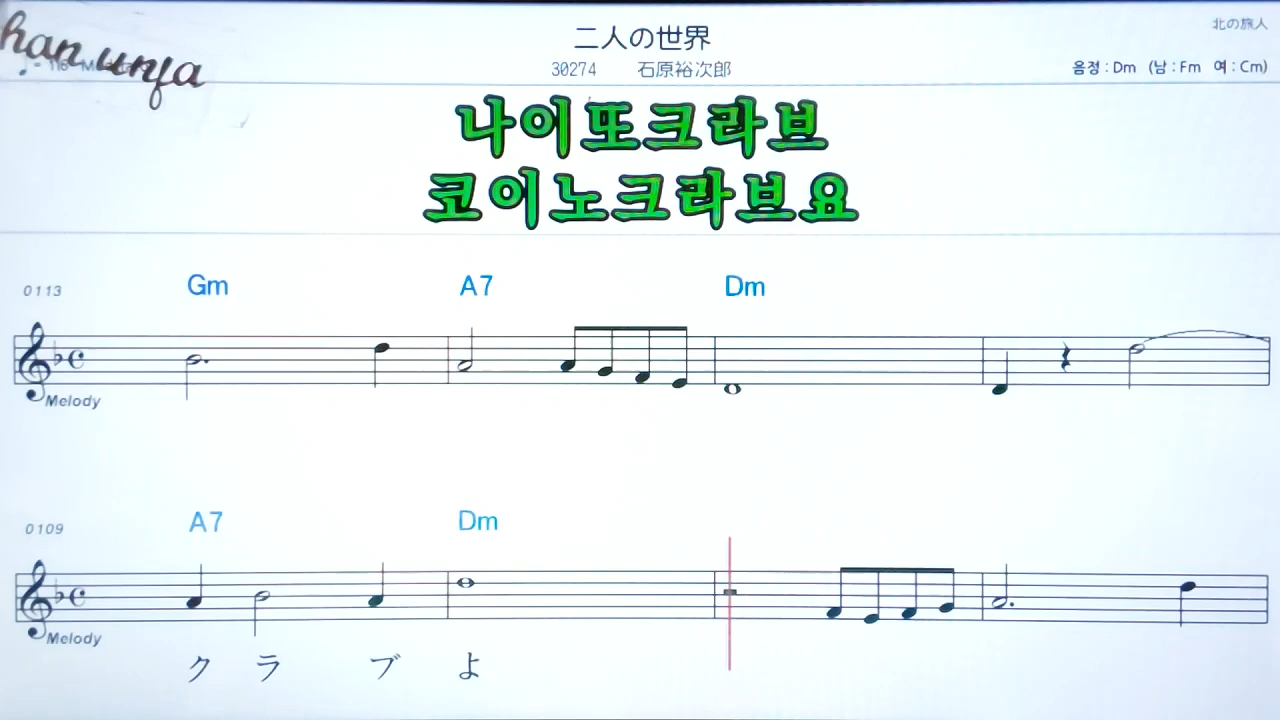 二人の世界
北の旅人
han unja
30274 石原裕次郎
음정 : Dm (남 : Fm 여 : Cm)
나이또크라브
코이노크라브요
Gm A7 Dm
0113
Melody
A7 Dm
0109
Melody
ク ラ ブ よ